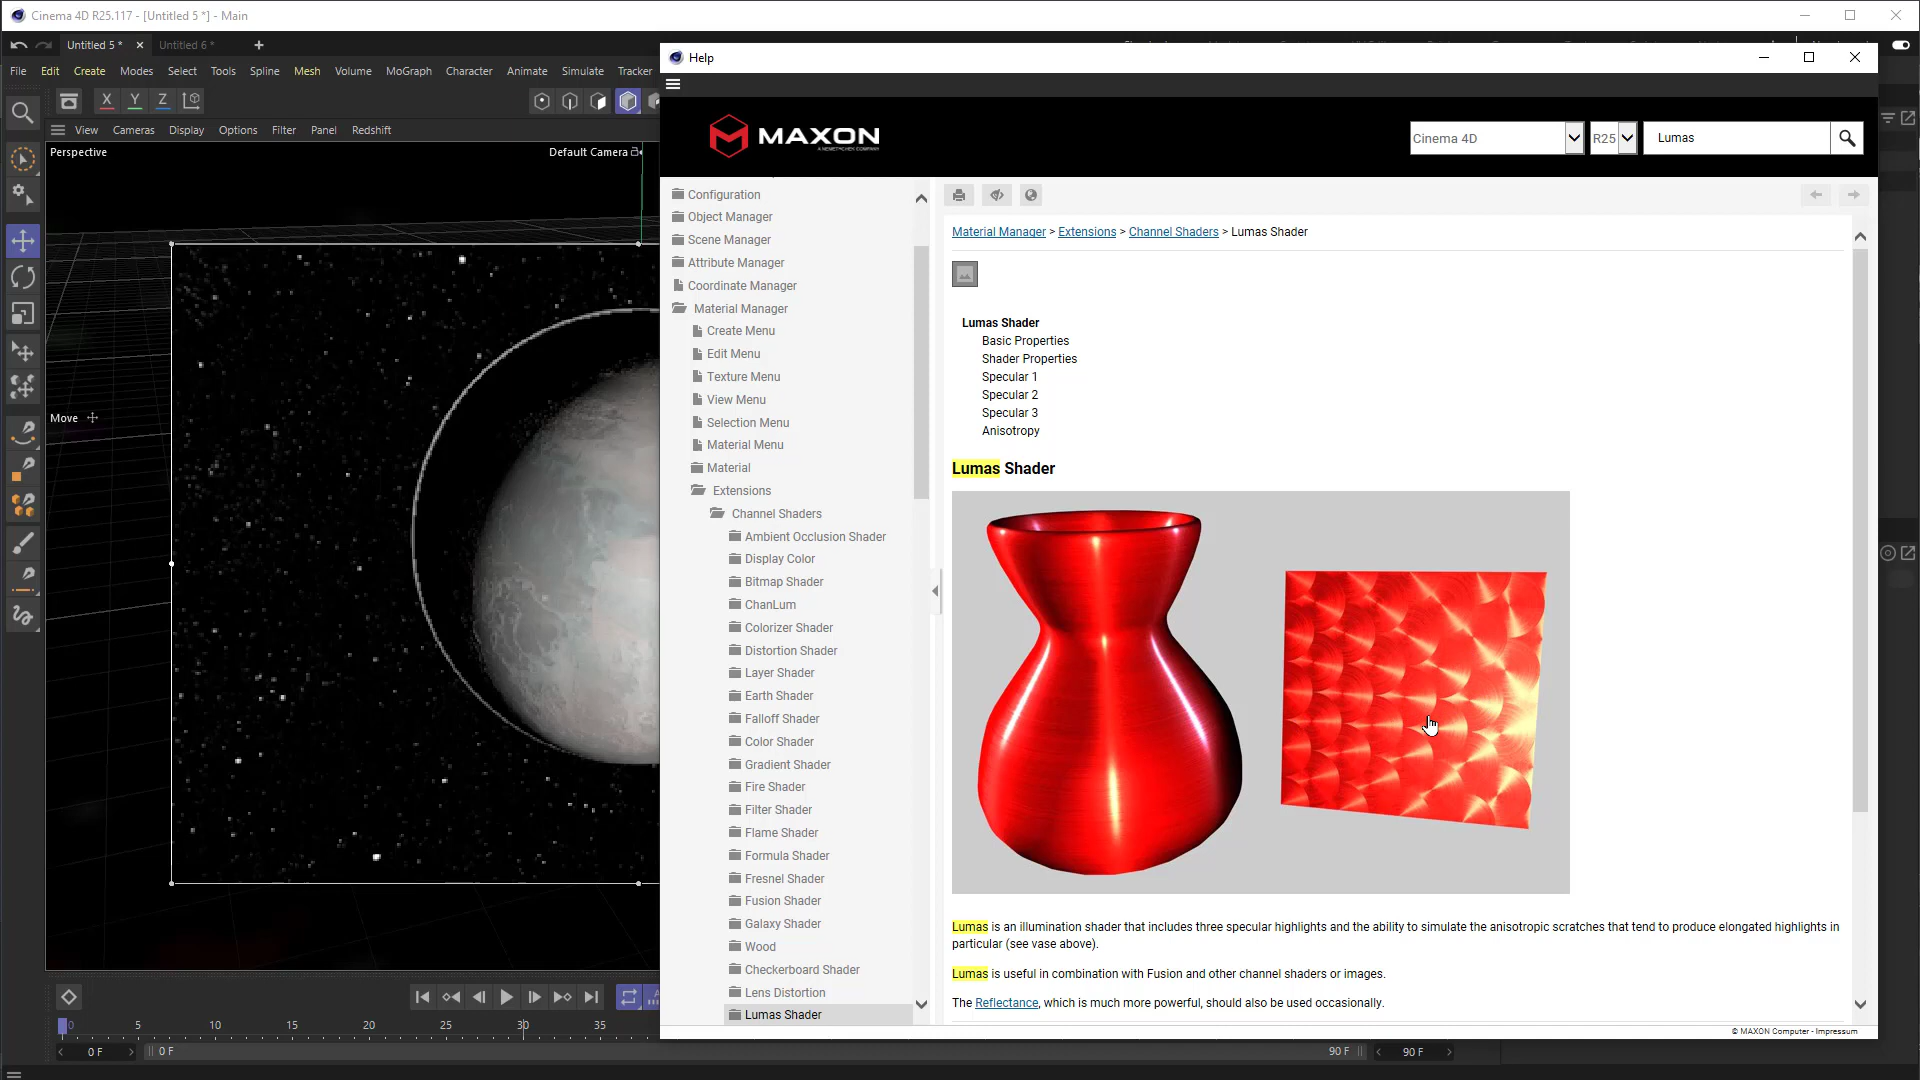 Cinema 4D R25.117 - [Untitled 5 *] - Main
Untitled 5 *
Untitled 6 *
File Edit Create Modes Select Tools Spline Mesh Volume MoGraph Character Animate Simulate Tracker
X Y Z
View Cameras Display Options Filter Panel Redshift
Perspective
Default Camera
Move
0 5 10 15 20 25 30 35
0 F
0 F
90 F
90 F
Help
MAXON
A NEMETSCHEK COMPANY
Cinema 4D
R25
Lumas
Configuration
Object Manager
Scene Manager
Attribute Manager
Coordinate Manager
Material Manager
Create Menu
Edit Menu
Texture Menu
View Menu
Selection Menu
Material Menu
Material
Extensions
Channel Shaders
Ambient Occlusion Shader
Display Color
Bitmap Shader
ChanLum
Colorizer Shader
Distortion Shader
Layer Shader
Earth Shader
Falloff Shader
Color Shader
Gradient Shader
Fire Shader
Filter Shader
Flame Shader
Formula Shader
Fresnel Shader
Fusion Shader
Galaxy Shader
Wood
Checkerboard Shader
Lens Distortion
Lumas Shader
Material Manager > Extensions > Channel Shaders > Lumas Shader
Lumas Shader
Basic Properties
Shader Properties
Specular 1
Specular 2
Specular 3
Anisotropy
Lumas Shader
Lumas is an illumination shader that includes three specular highlights and the ability to simulate the anisotropic scratches that tend to produce elongated highlights in
particular (see vase above).
Lumas is useful in combination with Fusion and other channel shaders or images.
The Reflectance, which is much more powerful, should also be used occasionally.
© MAXON Computer - Impressum